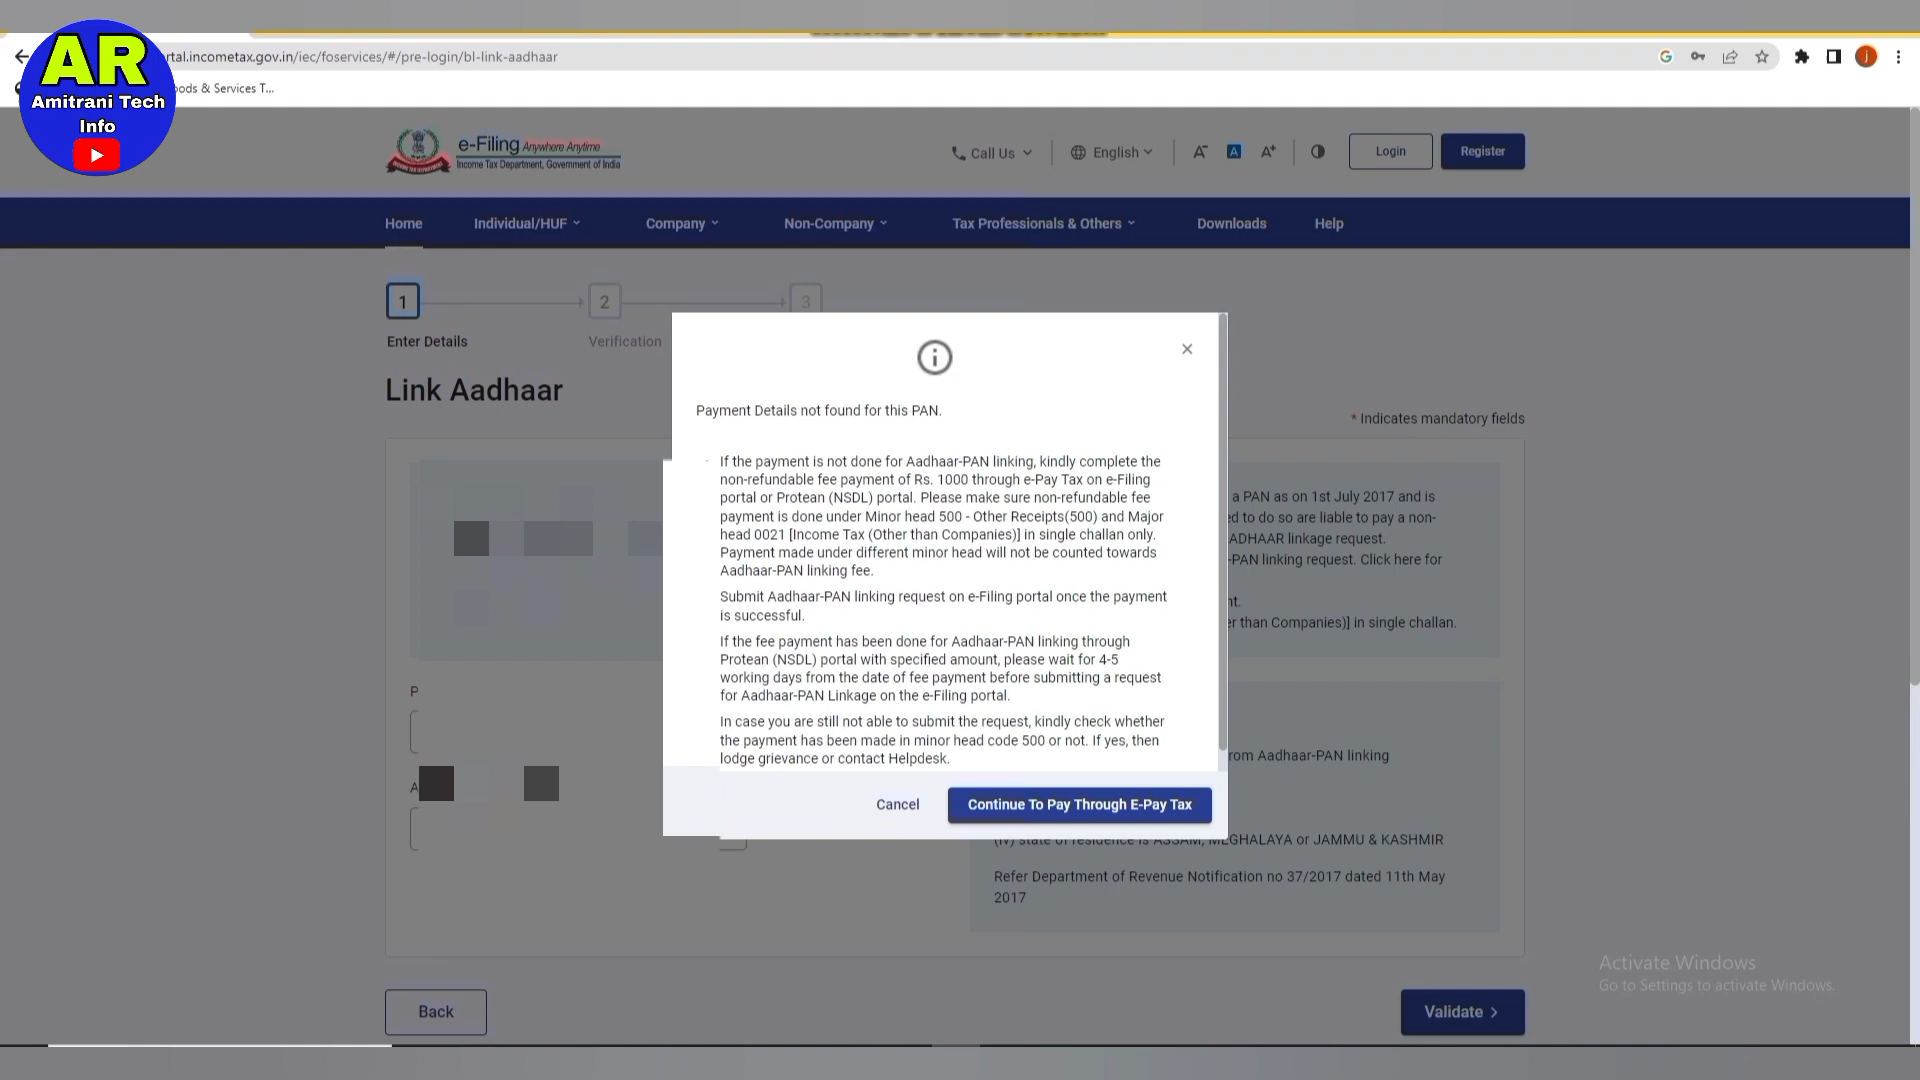 AR
Amitrani Tech
Info
rtal.incometax.gov.in/iec/foservices/#/pre-login/bl-link-aadhaar
oods & Services T...
e-Filing Anywhere Anytime
Income Tax Department, Government of India
Call Us
English
A-
A
A+
Login
Register
Home
Individual/HUF
Company
Non-Company
Tax Professionals & Others
Downloads
Help
1
2
3
Enter Details
Verification
Link Aadhaar
* Indicates mandatory fields
Payment Details not found for this PAN.
If the payment is not done for Aadhaar-PAN linking, kindly complete the
non-refundable fee payment of Rs. 1000 through e-Pay Tax on e-Filing
portal or Protean (NSDL) portal. Please make sure non-refundable fee
payment is done under Minor head 500 - Other Receipts(500) and Major
head 0021 [Income Tax (Other than Companies)] in single challan only.
Payment made under different minor head will not be counted towards
Aadhaar-PAN linking fee.
Submit Aadhaar-PAN linking request on e-Filing portal once the payment
is successful.
If the fee payment has been done for Aadhaar-PAN linking through
Protean (NSDL) portal with specified amount, please wait for 4-5
working days from the date of fee payment before submitting a request
for Aadhaar-PAN Linkage on the e-Filing portal.
In case you are still not able to submit the request, kindly check whether
the payment has been made in minor head code 500 or not. If yes, then
lodge grievance or contact Helpdesk.
Cancel
Continue To Pay Through E-Pay Tax
a PAN as on 1st July 2017 and is
ed to do so are liable to pay a non-
ADHAAR linkage request.
-PAN linking request. Click here for
nt.
er than Companies)] in single challan.
P
A
rom Aadhaar-PAN linking
(iv) state of residence is ASSAM, MEGHALAYA or JAMMU & KASHMIR
Refer Department of Revenue Notification no 37/2017 dated 11th May
2017
Back
Validate
Activate Windows
Go to Settings to activate Windows.